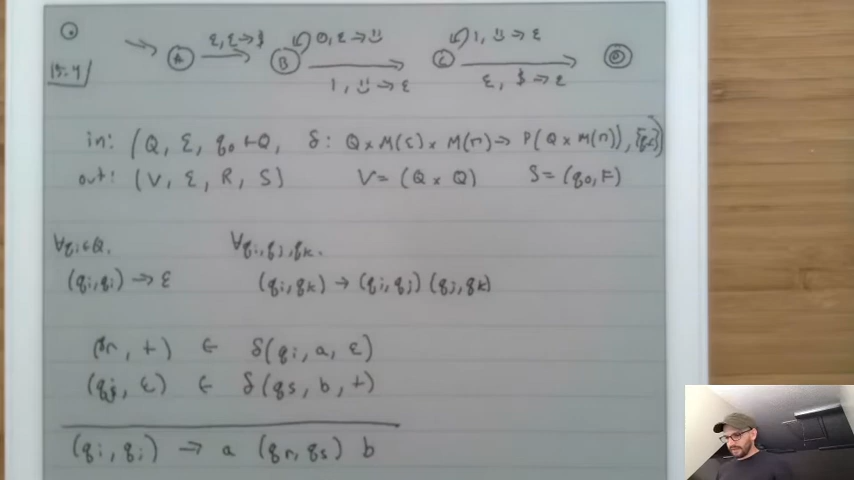 15.4
A ε, ε → $ B 0, ε → ☺ C 1, ☺ → ε D
1, ☺ → ε ε, $ → ε
in: (Q, Σ, q₀ ∈ Q, δ: Q × M(Σ) × M(Γ) → P(Q × M(Γ)), {qF})
out: (V, Σ, R, S) V = (Q × Q) S = (q₀, F)
∀qᵢ∈Q. ∀qᵢ,qⱼ,qₖ.
(qᵢ,qᵢ) → ε (qᵢ,qₖ) → (qᵢ,qⱼ) (qⱼ,qₖ)
(qr, t) ∈ δ(qᵢ, a, ε)
(qⱼ, ε) ∈ δ(qs, b, t)
(qᵢ,qⱼ) → a (qr,qs) b